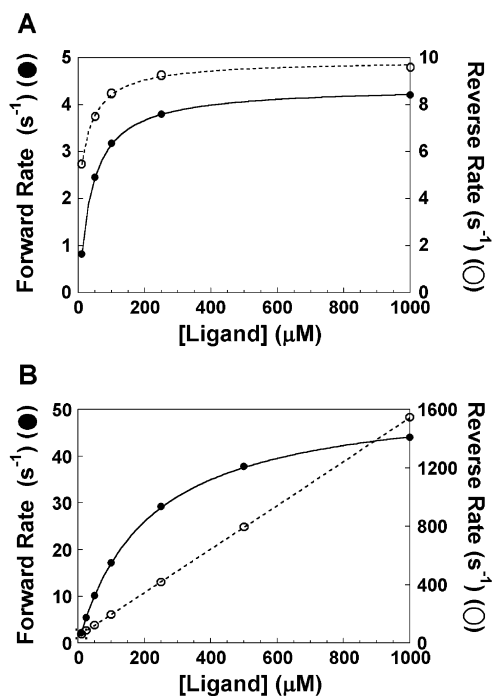 A
Forward Rate (s⁻¹) (●)
5
4
3
2
1
0
10
8
6
4
2
0
Reverse Rate (s⁻¹) (○)
0 200 400 600 800 1000
[Ligand] (μM)
B
Forward Rate (s⁻¹) (●)
50
40
30
20
10
0
1600
1200
800
400
0
Reverse Rate (s⁻¹) (○)
0 200 400 600 800 1000
[Ligand] (μM)